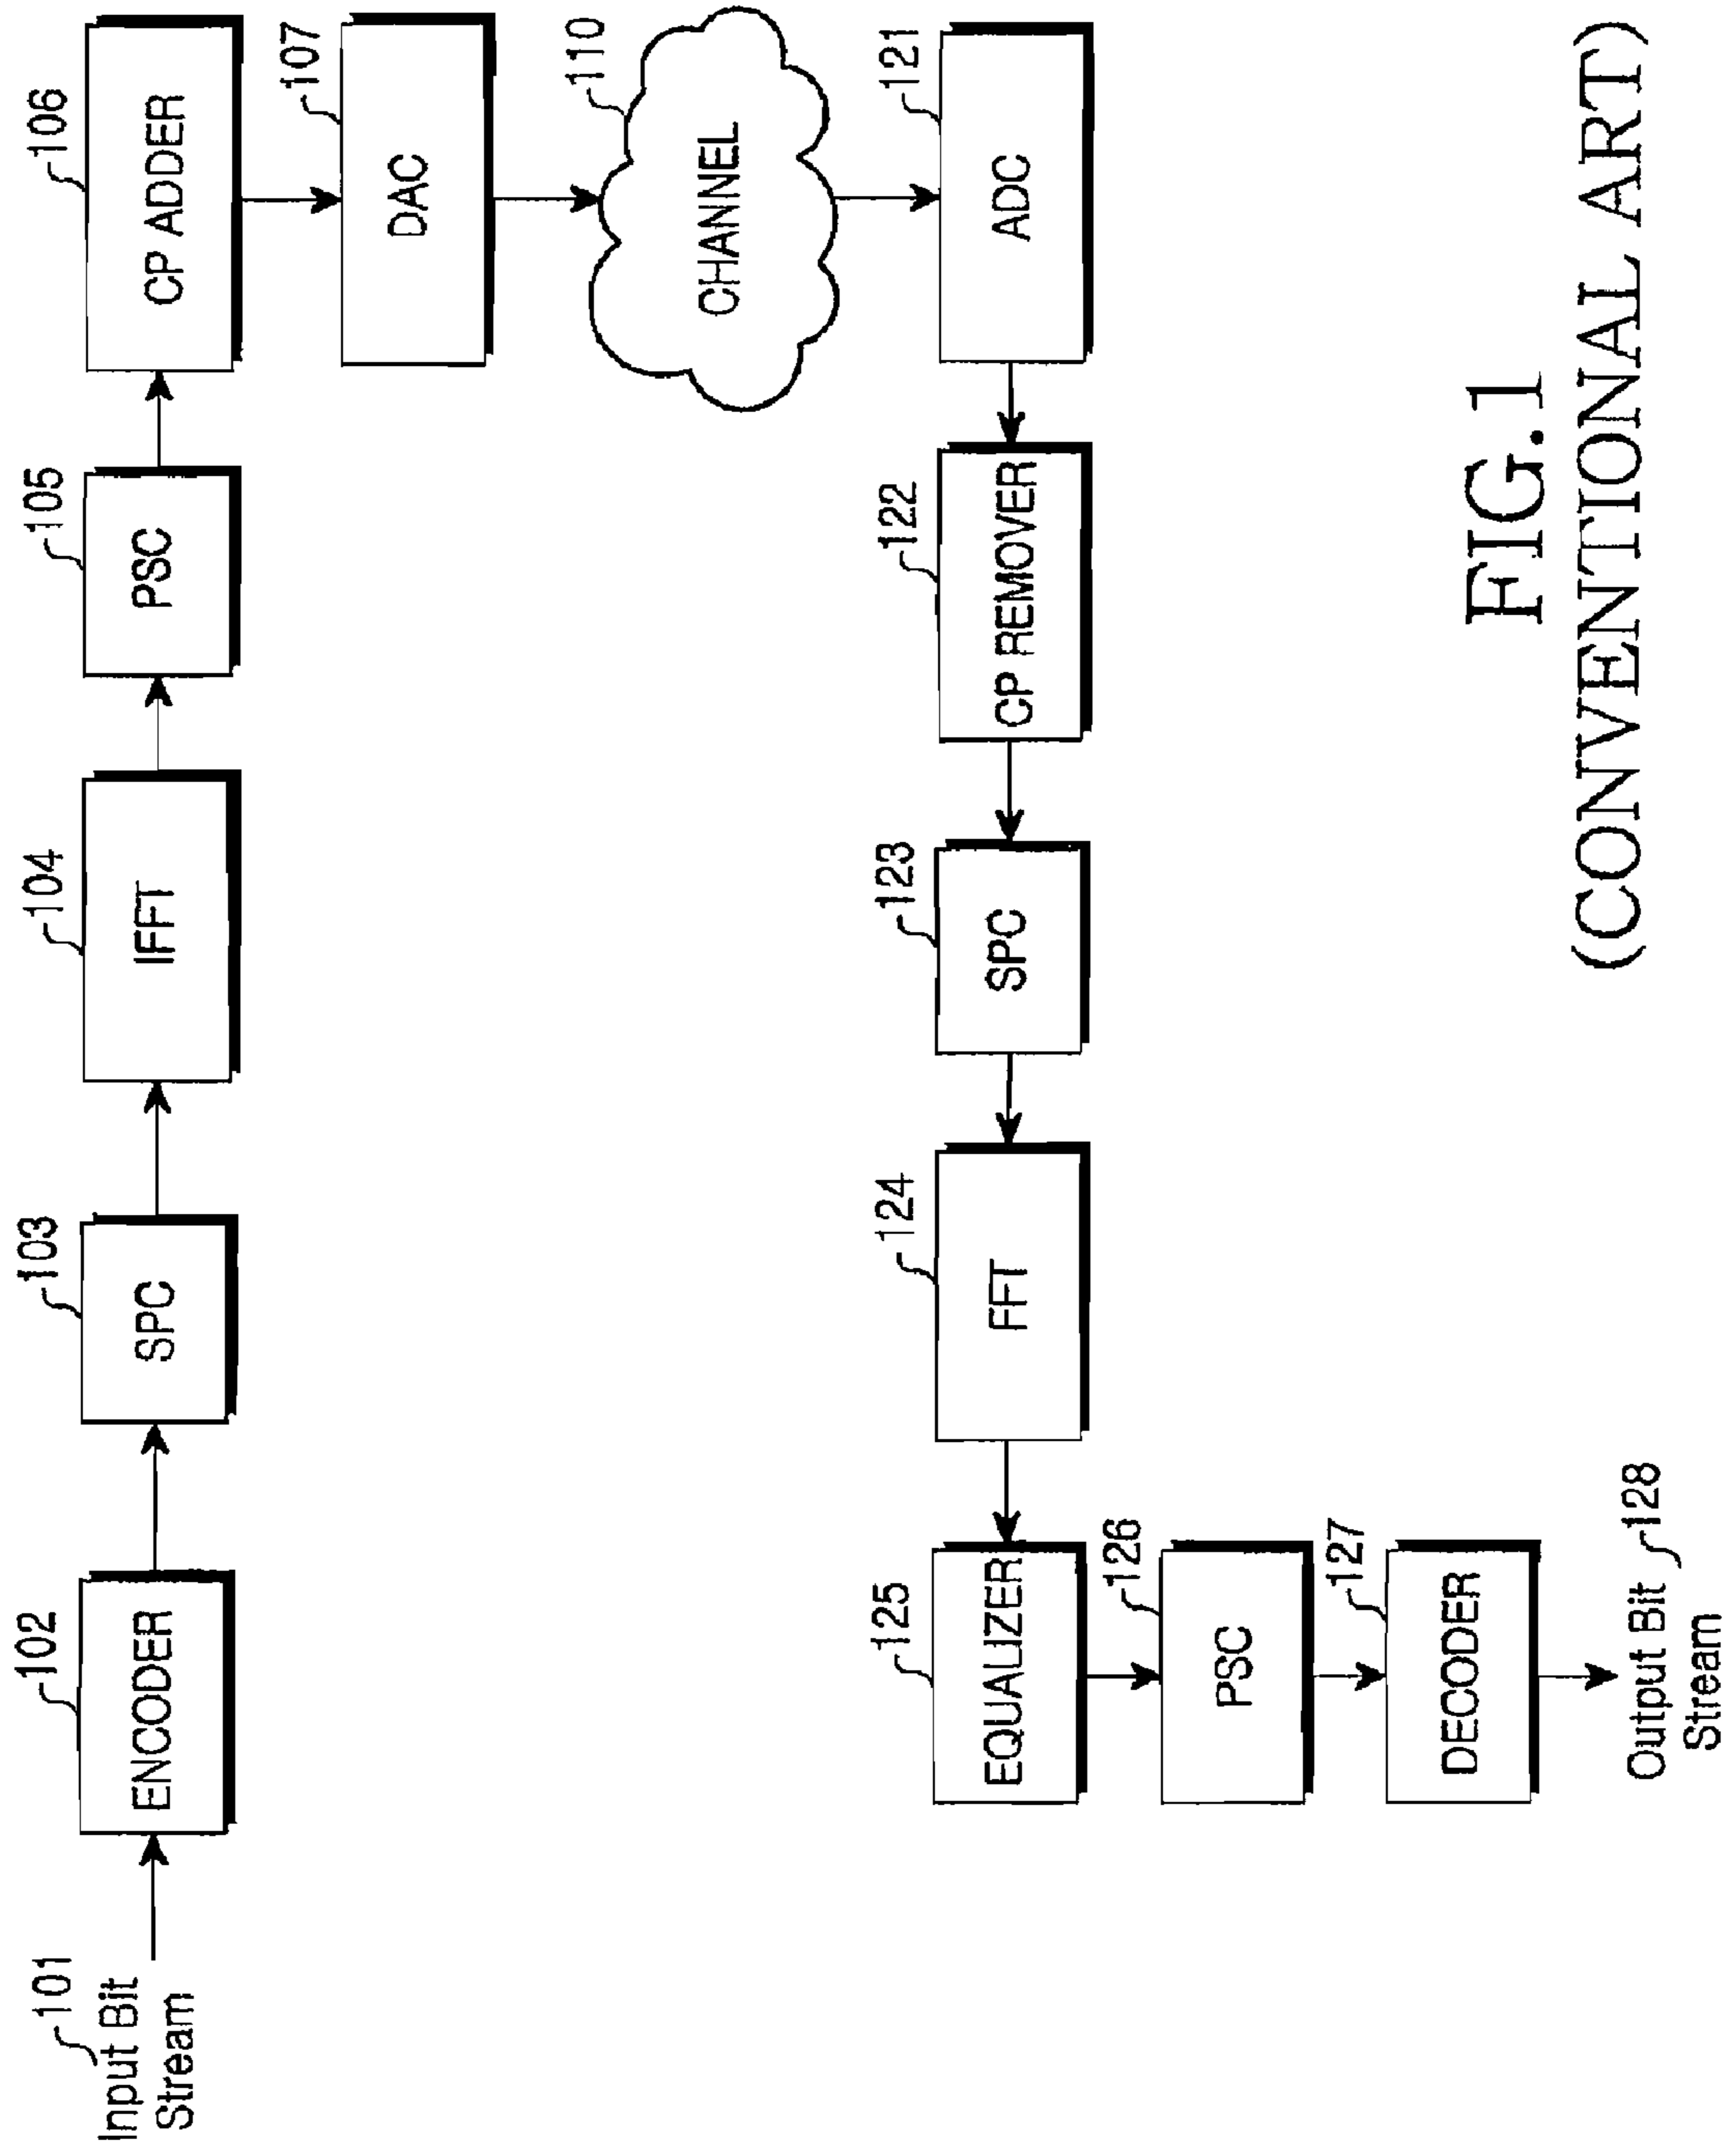 101
Input Bit
Stream
102
ENCODER
103
SPC
104
IFFT
105
PSC
106
CP ADDER
107
DAC
110
CHANNEL
121
ADC
122
CP REMOVER
123
SPC
124
FFT
125
EQUALIZER
126
PSC
127
DECODER
Output Bit
Stream
128
FIG.1
(CONVENTIONAL ART)